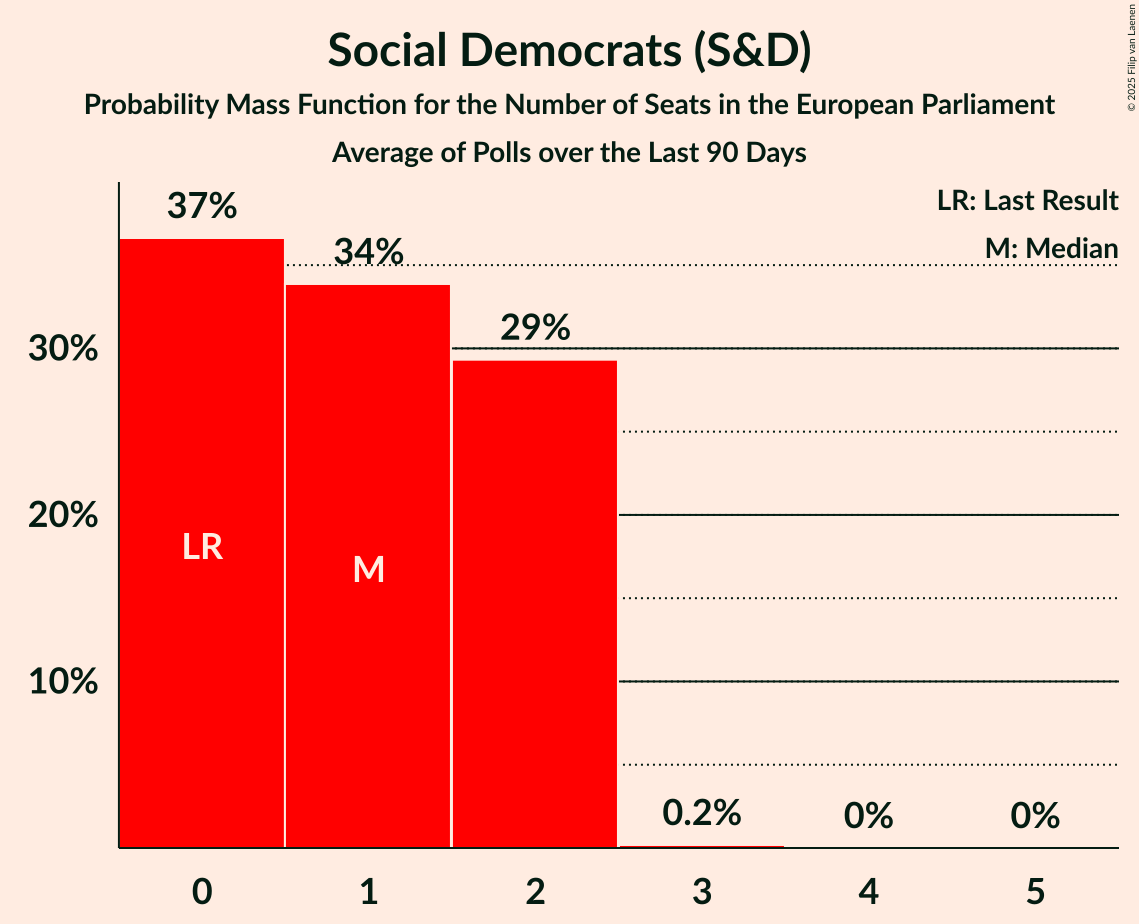 Social Democrats (S&D)
Probability Mass Function for the Number of Seats in the European Parliament
Average of Polls over the Last 90 Days
© 2025 Filip van Laenen
LR: Last Result
M: Median
37%
34%
29%
0.2%
0%
0%
30%
20%
10%
LR
M
0
1
2
3
4
5